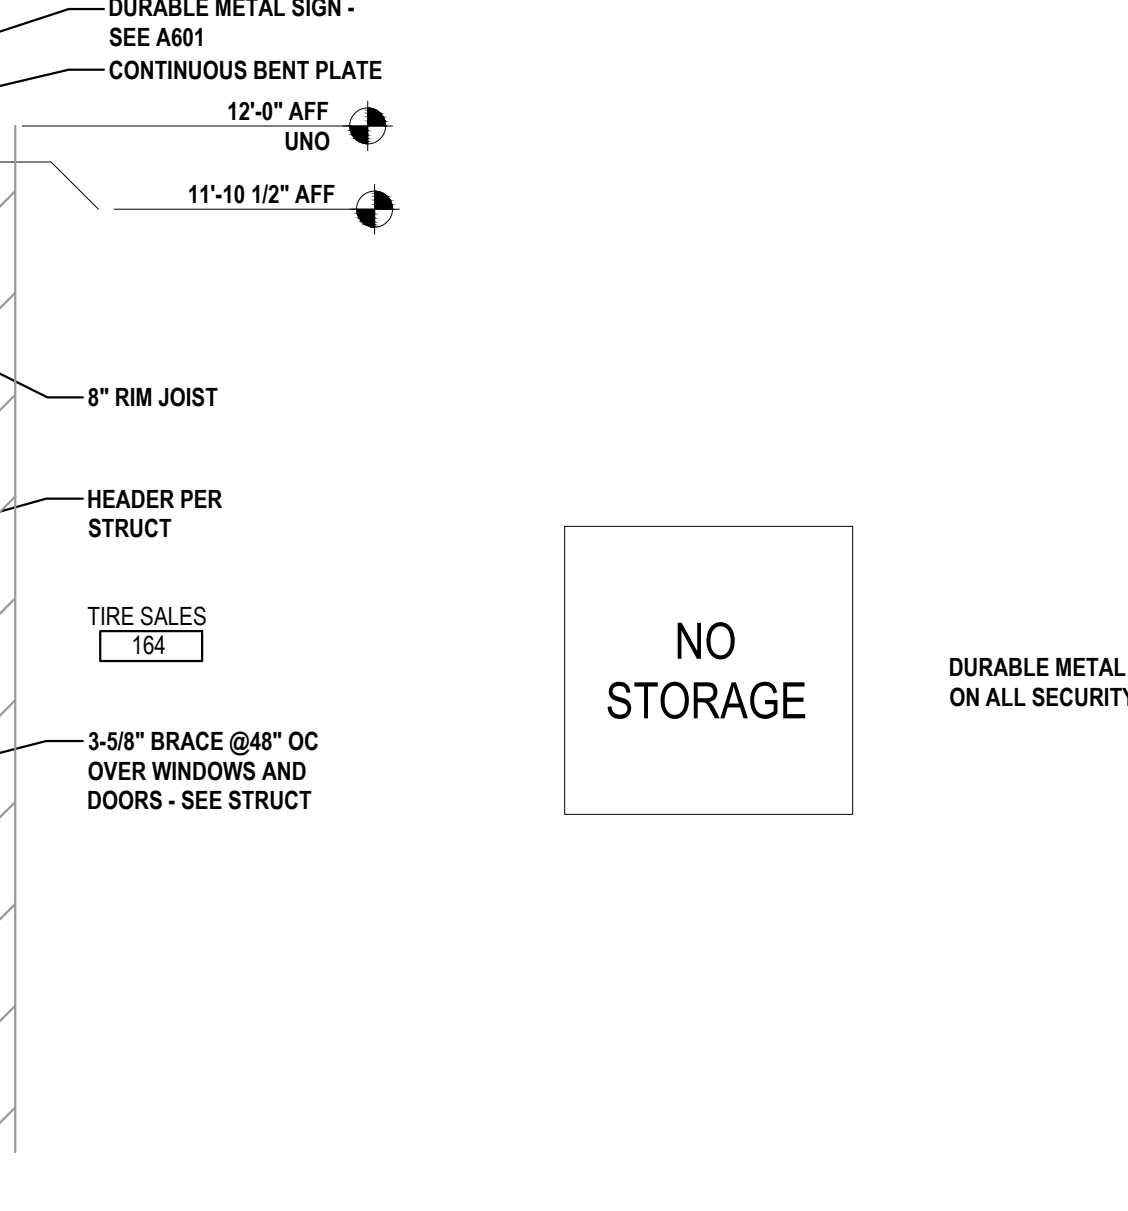 DURABLE METAL SIGN -
SEE A601
CONTINUOUS BENT PLATE
12'-0" AFF
UNO
11'-10 1/2" AFF
8" RIM JOIST
HEADER PER
STRUCT
TIRE SALES
164
3-5/8" BRACE @48" OC
OVER WINDOWS AND
DOORS - SEE STRUCT
NO
STORAGE
DURABLE METAL
ON ALL SECURITY